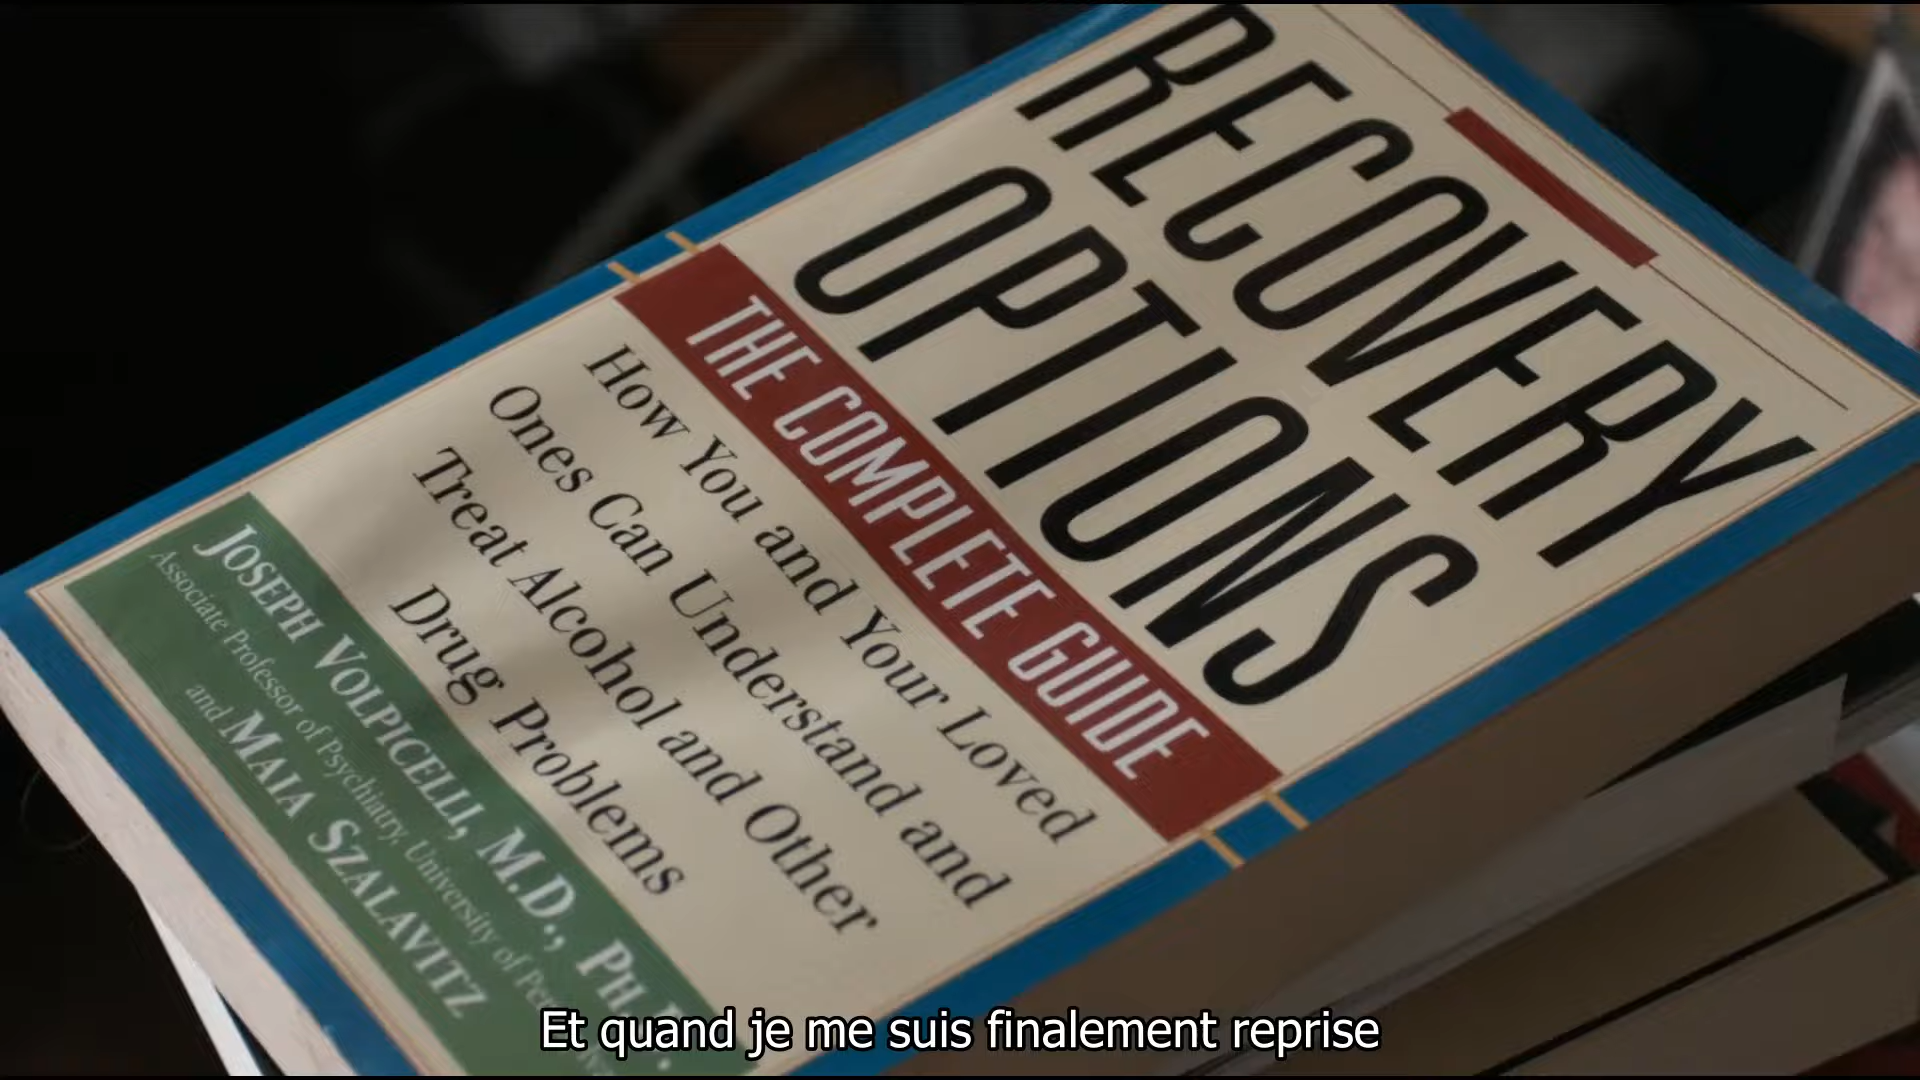 RECOVERY
OPTIONS
THE COMPLETE GUIDE
How You and Your Loved
Ones Can Understand and
Treat Alcohol and Other
Drug Problems
JOSEPH VOLPICELLI, M.D., PH.D.
Associate Professor of Psychiatry, University of
and MAIA SZALAVITZ
Et quand je me suis finalement reprise